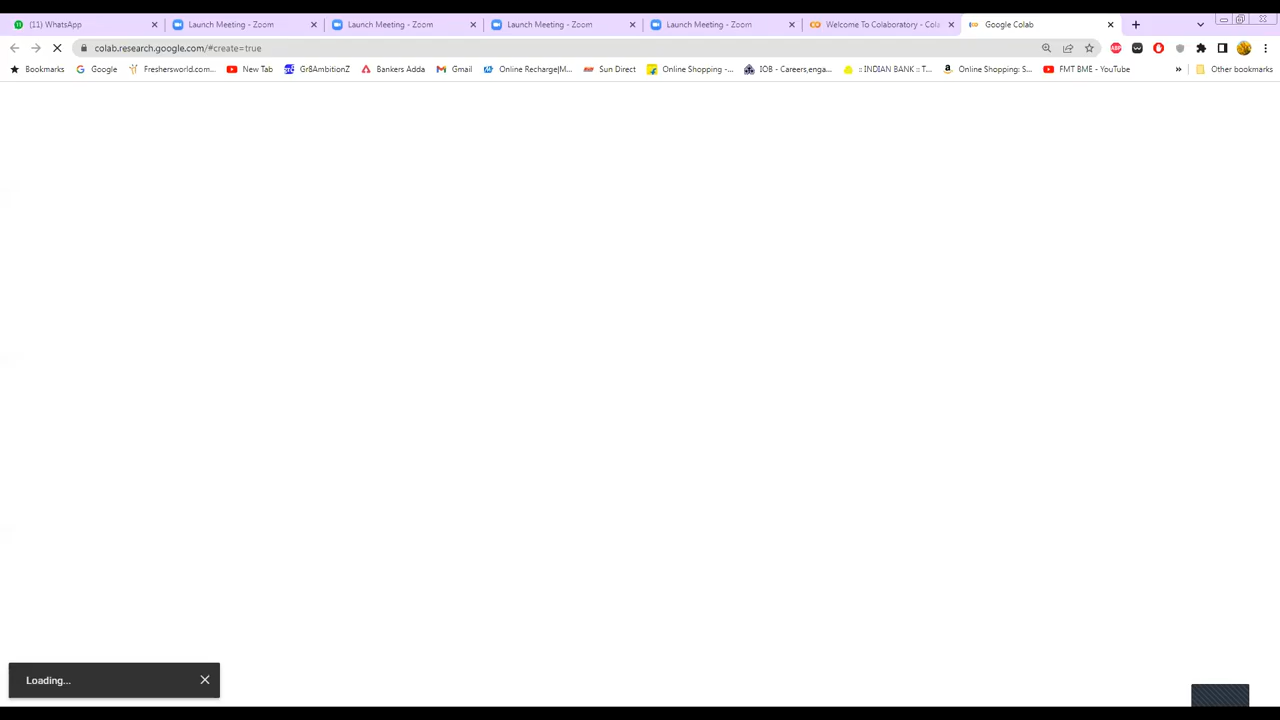 (11) WhatsApp
Launch Meeting - Zoom
Launch Meeting - Zoom
Launch Meeting - Zoom
Launch Meeting - Zoom
Welcome To Colaboratory - Cola
Google Colab
colab.research.google.com/#create=true
ABP
Bookmarks
Google
Freshersworld.com...
New Tab
Gr8AmbitionZ
Bankers Adda
Gmail
Online Recharge|M...
Sun Direct
Online Shopping -...
IOB - Careers,enga...
:: INDIAN BANK :: T...
Online Shopping: S...
FMT BME - YouTube
»
Other bookmarks
Loading...